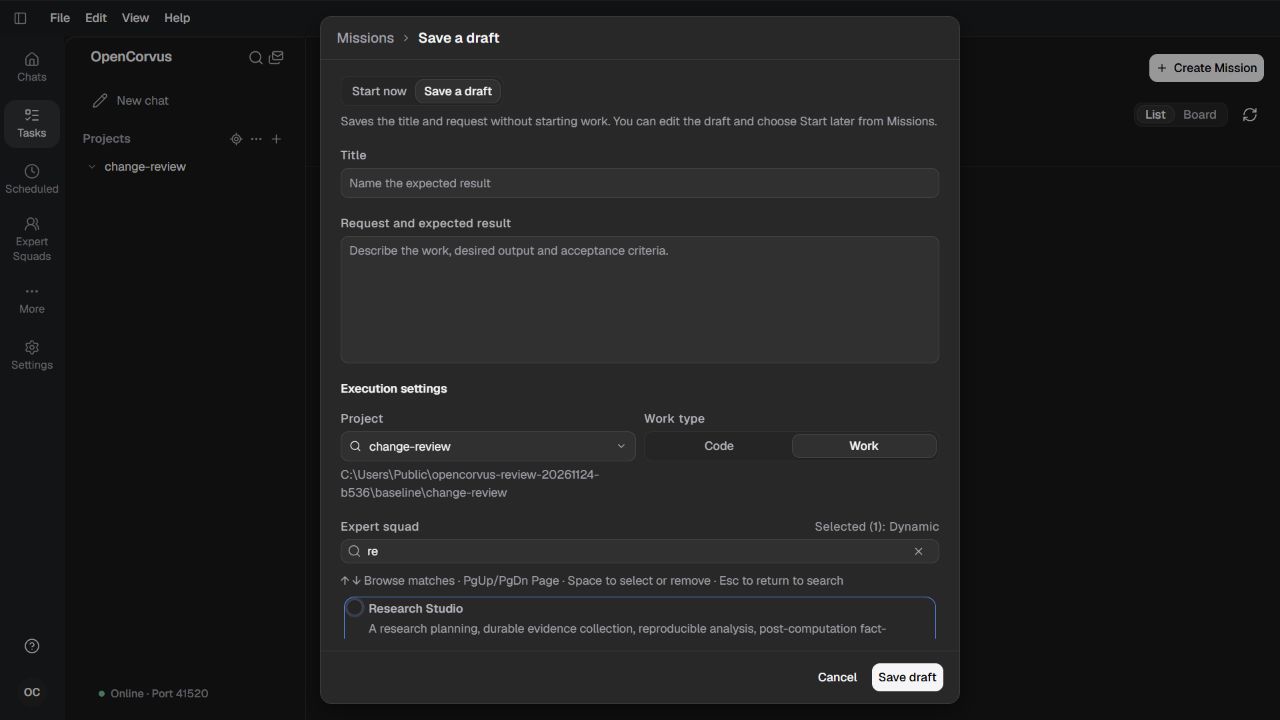 File Edit View Help
Chats
Tasks
Scheduled
Expert
Squads
More
Settings
OC
OpenCorvus
New chat
Projects
change-review
Online · Port 41520
Missions › Save a draft
Start now Save a draft
Saves the title and request without starting work. You can edit the draft and choose Start later from Missions.
Title
Name the expected result
Request and expected result
Describe the work, desired output and acceptance criteria.
Execution settings
Project
change-review
C:\Users\Public\opencorvus-review-20261124-
b536\baseline\change-review
Work type
Code Work
Expert squad Selected (1): Dynamic
re
↑↓ Browse matches · PgUp/PgDn Page · Space to select or remove · Esc to return to search
Research Studio
A research planning, durable evidence collection, reproducible analysis, post-computation fact-
Cancel Save draft
+ Create Mission
List Board